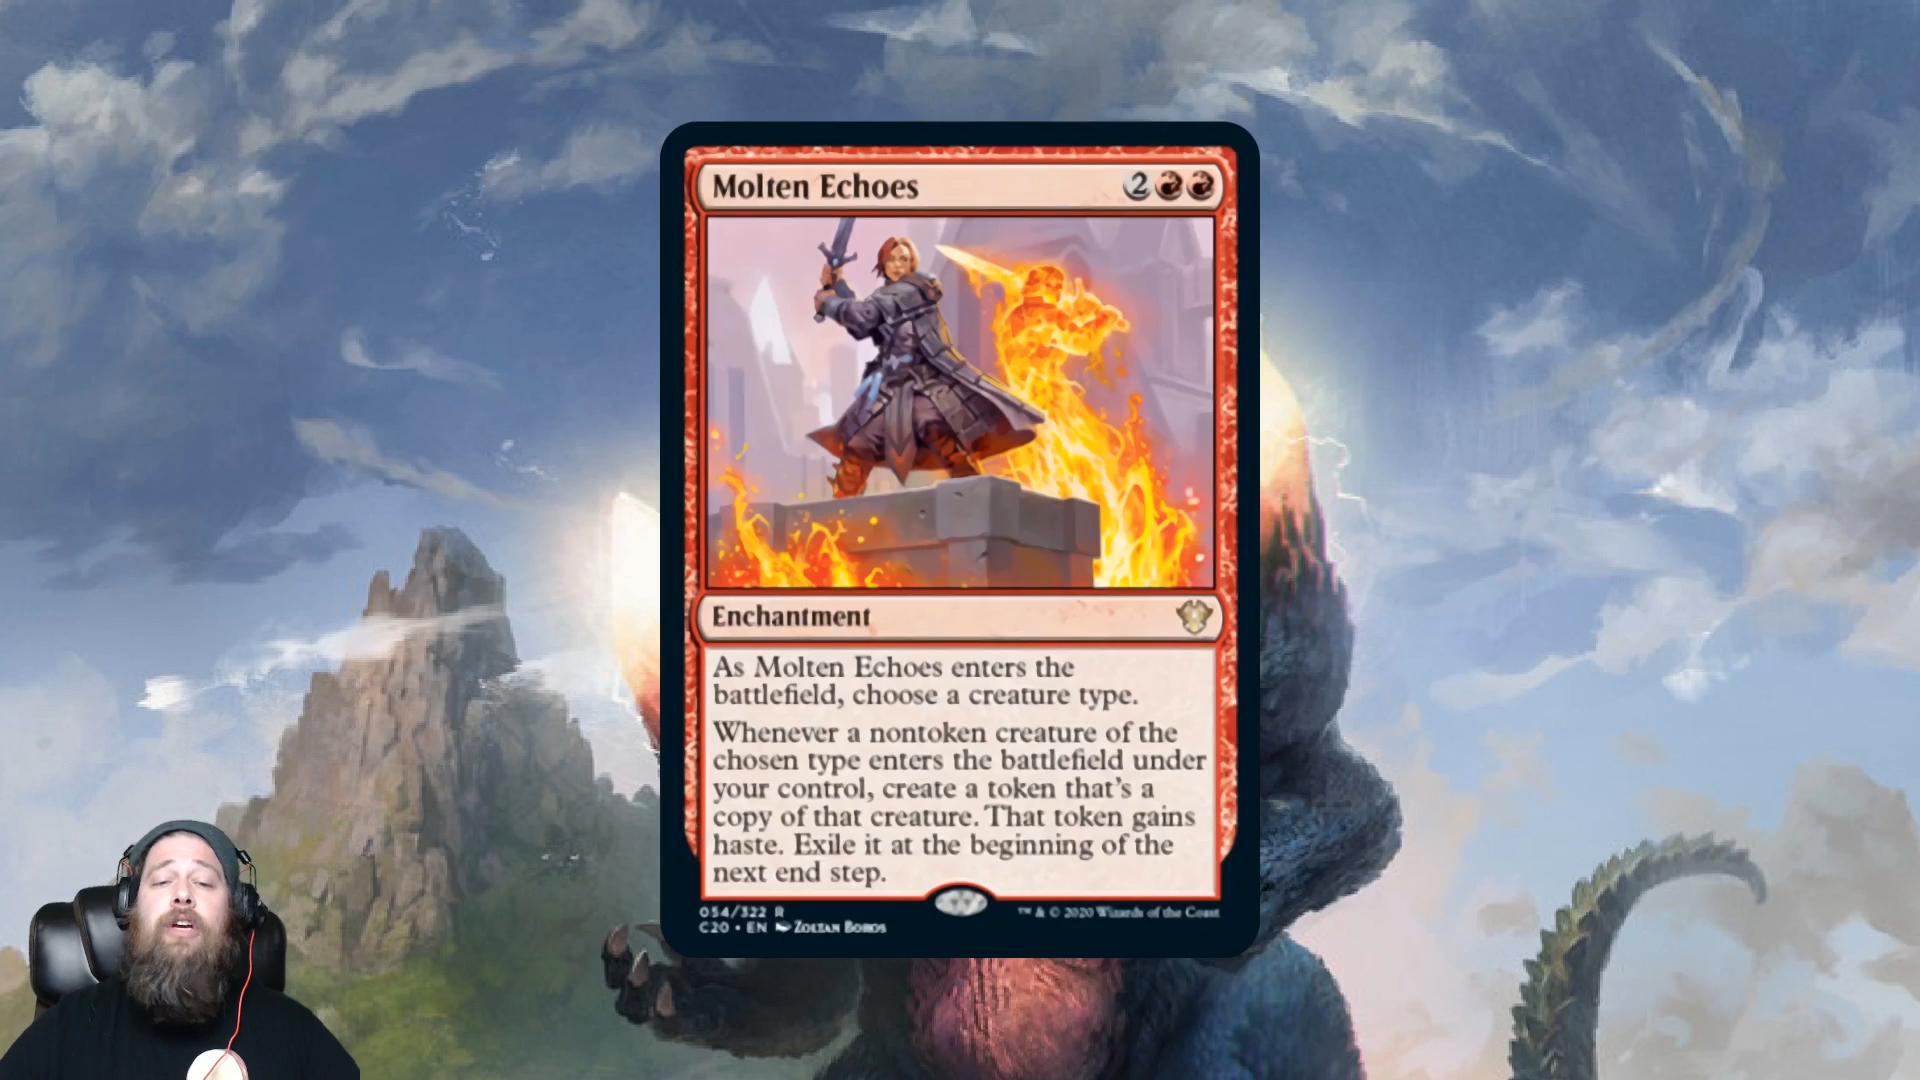 Molten Echoes
2
Enchantment
As Molten Echoes enters the
battlefield, choose a creature type.
Whenever a nontoken creature of the
chosen type enters the battlefield under
your control, create a token that's a
copy of that creature. That token gains
haste. Exile it at the beginning of the
next end step.
054/322 R
™ & © 2020 Wizards of the Coast
C20 • EN Zoltan Boros